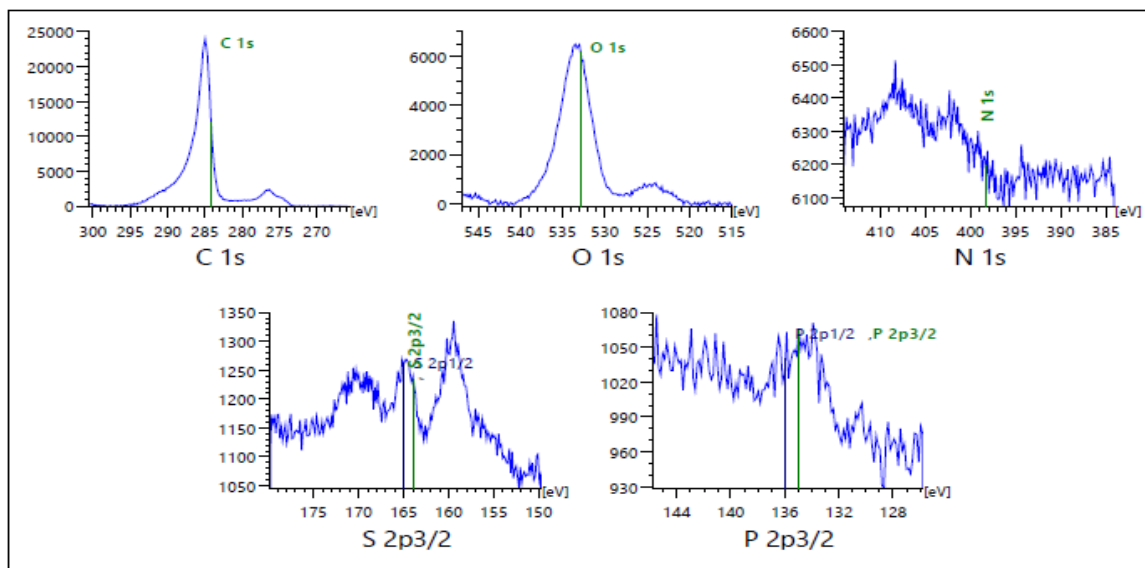 25000
20000
15000
10000
5000
0
C 1s
300 295 290 285 280 275 270 [eV]
C 1s
6000
4000
2000
0
O 1s
545 540 535 530 525 520 515 [eV]
O 1s
6600
6500
6400
6300
6200
6100
N 1s
410 405 400 395 390 385 [eV]
N 1s
1350
1300
1250
1200
1150
1100
1050
S 2p3/2
, S 2p1/2
175 170 165 160 155 150 [eV]
S 2p3/2
1080
1050
1020
990
960
930
P 2p1/2 ,P 2p3/2
144 140 136 132 128 [eV]
P 2p3/2